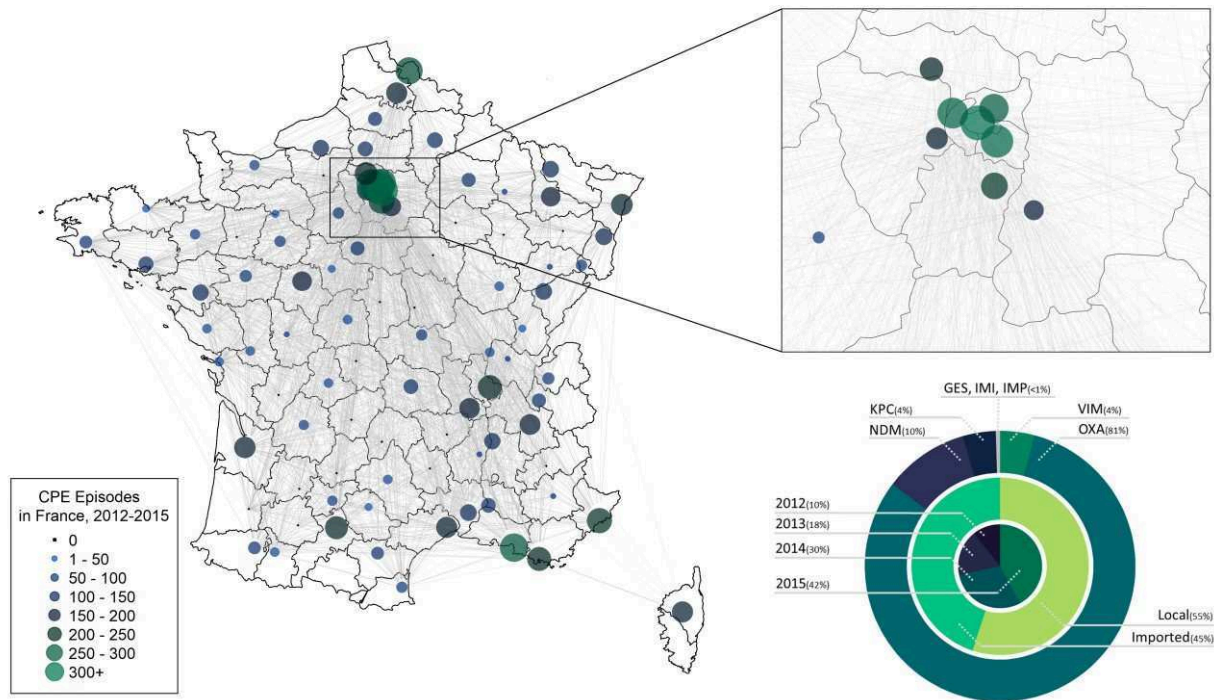 CPE Episodes
in France, 2012-2015
0
1 - 50
50 - 100
100 - 150
150 - 200
200 - 250
250 - 300
300+
GES, IMI, IMP(<1%)
KPC(4%)
VIM(4%)
NDM(10%)
OXA(81%)
2012(10%)
2013(18%)
2014(30%)
2015(42%)
Local(55%)
Imported(45%)